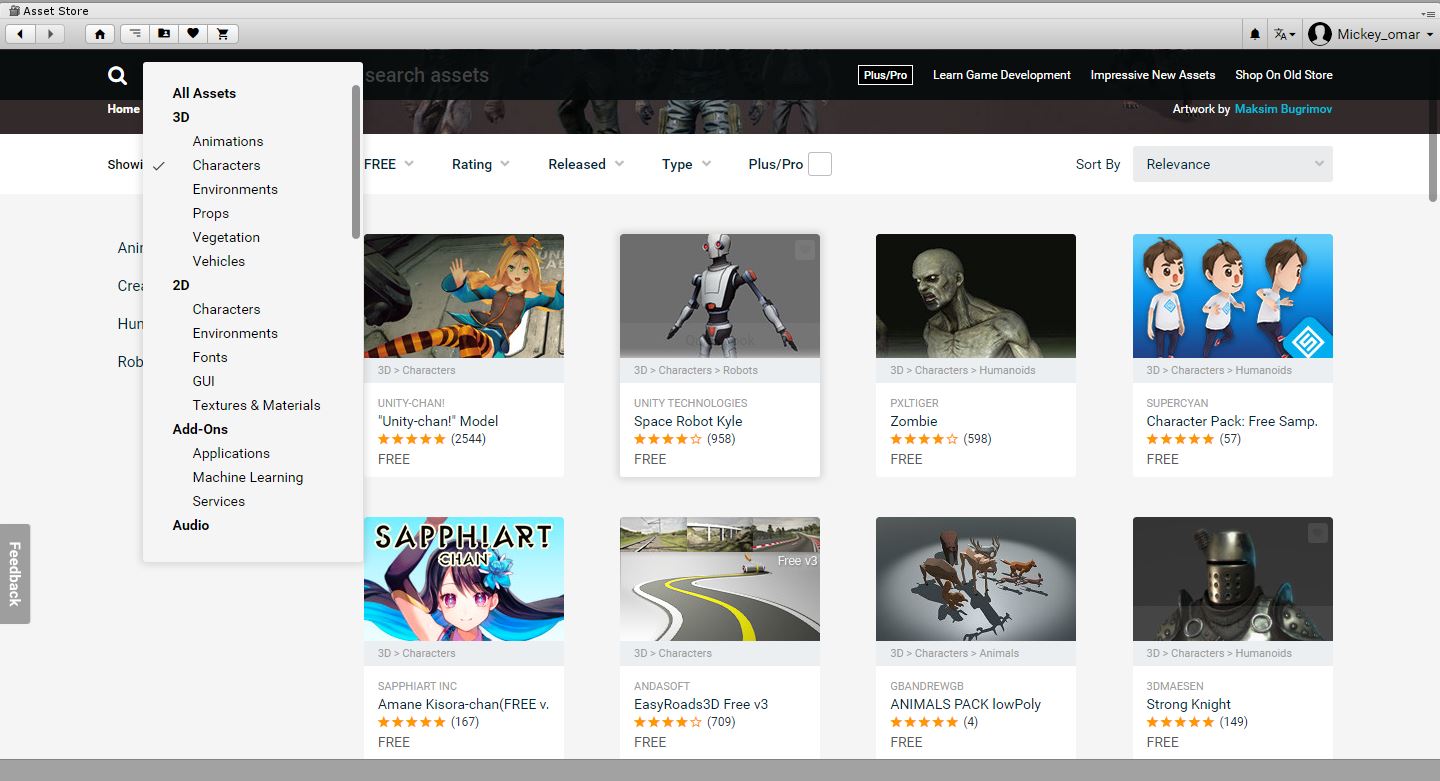 Asset Store
Mickey_omar
search assets
Plus/Pro
Learn Game Development
Impressive New Assets
Shop On Old Store
Home
Artwork by Maksim Bugrimov
All Assets
3D
Animations
Characters
Environments
Props
Vegetation
Vehicles
2D
Characters
Environments
Fonts
GUI
Textures & Materials
Add-Ons
Applications
Machine Learning
Services
Audio
Showi
FREE
Rating
Released
Type
Plus/Pro
Sort By
Relevance
Ani
Crea
Hun
Rob
Feedback
3D > Characters
UNITY-CHAN!
"Unity-chan!" Model
(2544)
FREE
3D > Characters > Robots
UNITY TECHNOLOGIES
Space Robot Kyle
(958)
FREE
3D > Characters > Humanoids
PXLTIGER
Zombie
(598)
FREE
3D > Characters > Humanoids
SUPERCYAN
Character Pack: Free Samp.
(57)
FREE
SAPPHIART
CHAN
3D > Characters
SAPPHIART INC
Amane Kisora-chan(FREE v.
(167)
FREE
Free v3
3D > Characters
ANDASOFT
EasyRoads3D Free v3
(709)
FREE
3D > Characters > Animals
GBANDREWGB
ANIMALS PACK lowPoly
(4)
FREE
3D > Characters > Humanoids
3DMAESEN
Strong Knight
(149)
FREE